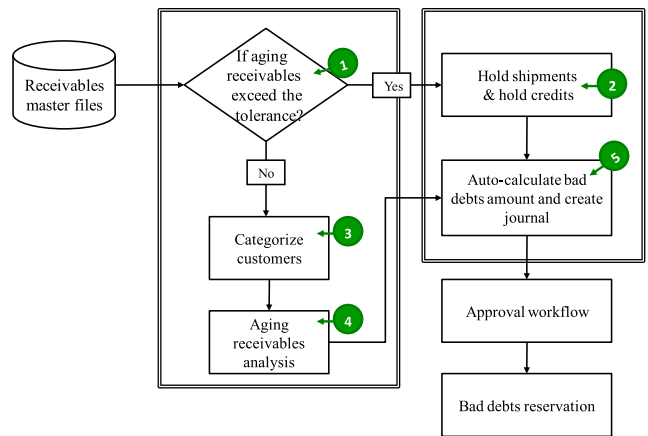 Receivables
master files
If aging
receivables
exceed the
tolerance?
1
Yes
No
Hold shipments
& hold credits
2
Auto-calculate bad
debts amount and create
journal
5
Categorize
customers
3
Aging
receivables
analysis
4
Approval workflow
Bad debts reservation